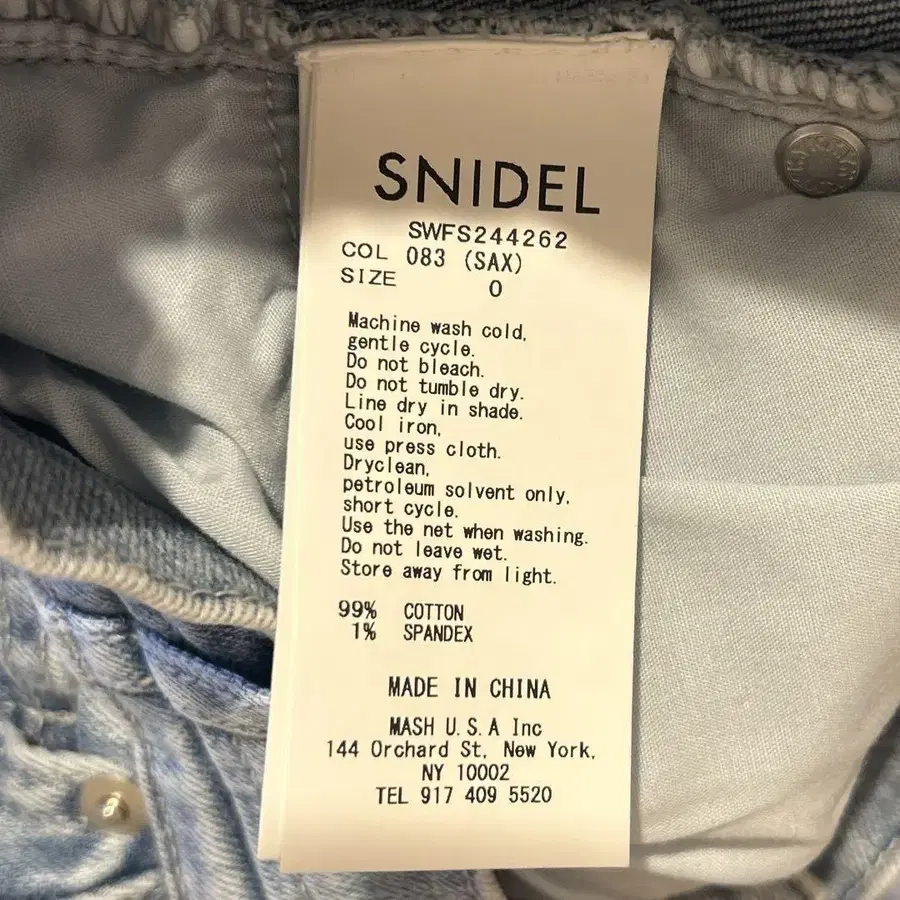 SNIDEL
SWFS244262
COL 083 (SAX)
SIZE 0
Machine wash cold,
gentle cycle.
Do not bleach.
Do not tumble dry.
Line dry in shade.
Cool iron,
use press cloth.
Dryclean,
petroleum solvent only,
short cycle.
Use the net when washing.
Do not leave wet.
Store away from light.
99% COTTON
1% SPANDEX
MADE IN CHINA
MASH U.S.A Inc
144 Orchard St, New York,
NY 10002
TEL 917 409 5520